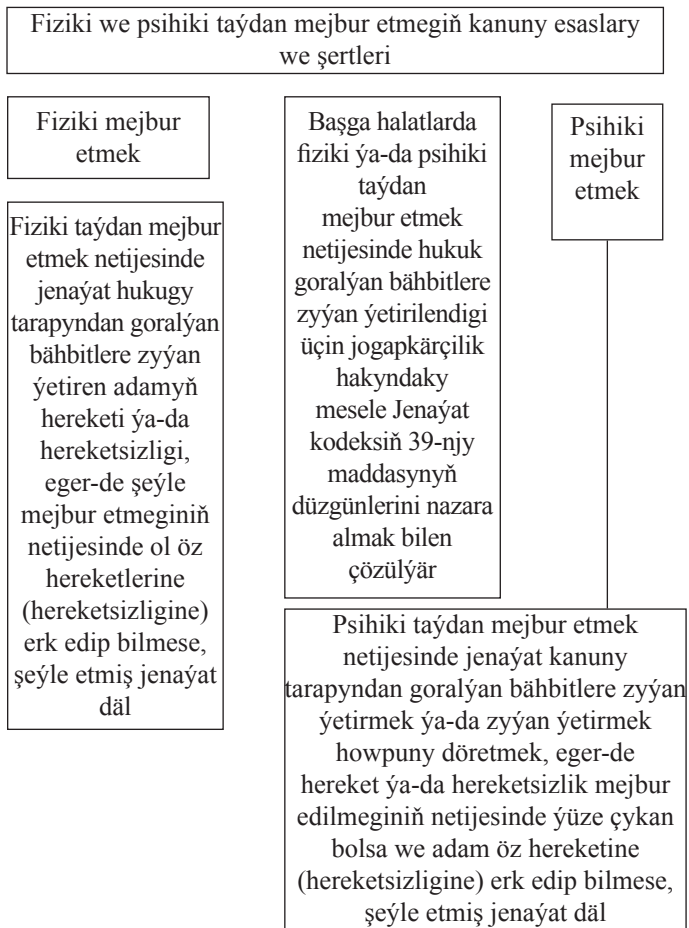 Fiziki we psihiki taýdan mejbur etmegiň kanuny esaslary
we şertleri
Fiziki mejbur
etmek
Fiziki taýdan mejbur
etmek netijesinde
jenaýat hukugy
tarapyndan goralýan
bähbitlere zyýan
ýetiren adamyň
hereketi ýa-da
hereketsizligi,
eger-de şeýle
mejbur etmeginiň
netijesinde ol öz
hereketlerine
(hereketsizligine)
erk edip bilmese,
şeýle etmiş jenaýat
däl
Başga halatlarda
fiziki ýa-da psihiki
taýdan
mejbur etmek
netijesinde hukuk
goralýan bähbitlere
zyýan ýetirilendigi
üçin jogapkärçilik
hakyndaky
mesele Jenaýat
kodeksiň 39-njy
maddasynyň
düzgünlerini nazara
almak bilen
çözülýär
Psihiki
mejbur
etmek
Psihiki taýdan mejbur etmek
netijesinde jenaýat kanuny
tarapyndan goralýan bähbitlere zyýan
ýetirmek ýa-da zyýan ýetirmek
howpuny döretmek, eger-de
hereket ýa-da hereketsizlik mejbur
edilmeginiň netijesinde ýüze çykan
bolsa we adam öz hereketine
(hereketsizligine) erk edip bilmese,
şeýle etmiş jenaýat däl